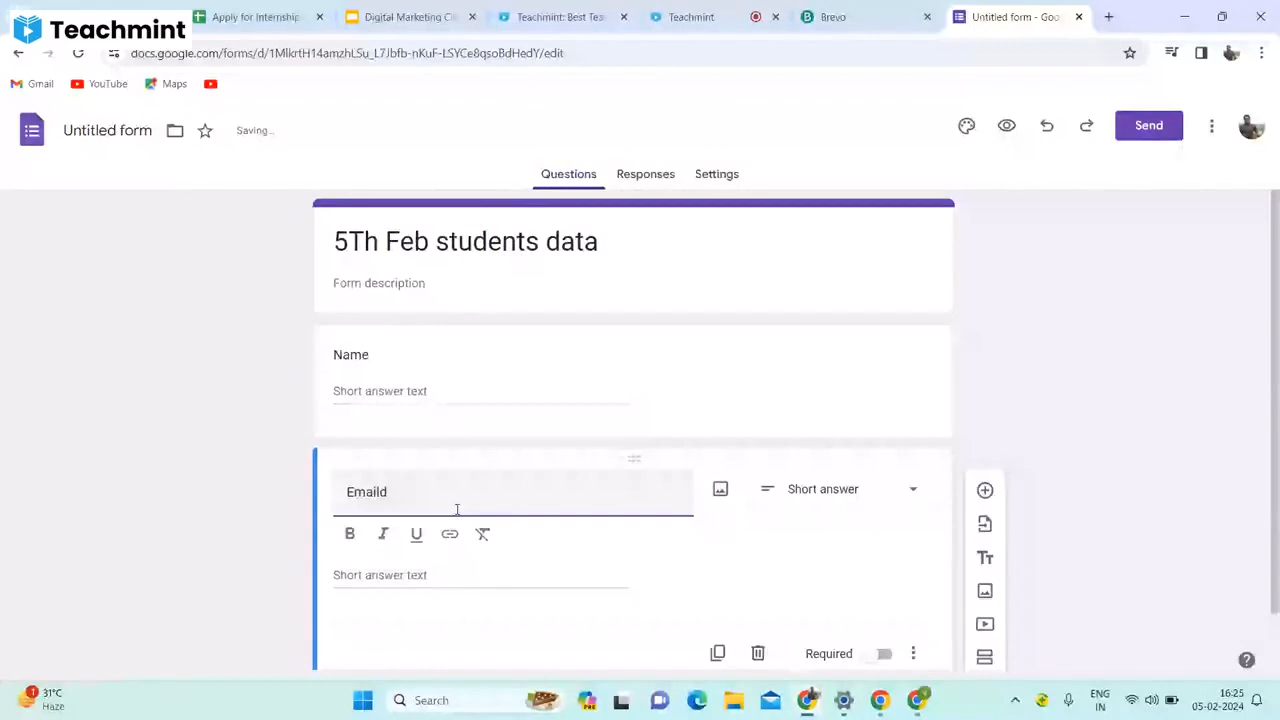 Teachmint
Apply for Internship
Digital Marketing C
Teachmint: Best Tea
Teachmint
Brevo
Untitled form - Goo
docs.google.com/forms/d/1MlkrtH14amzhLSu_L7Jbfb-nKuF-LSYCe8qsoBdHedY/edit
Gmail
YouTube
Maps
Untitled form
Saving...
Send
Questions
Responses
Settings
5Th Feb students data
Form description
Name
Short answer text
Emaild
Short answer
B I U
Tt
Short answer text
Required
1
31°C
Haze
Search
ENG
IN
16:25
05-02-2024